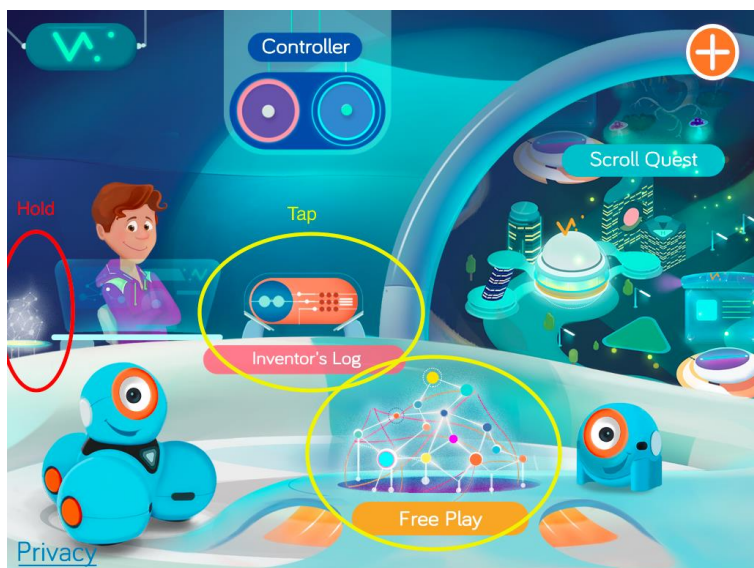 Controller
Scroll Quest
Hold
Tap
Inventor's Log
Free Play
Privacy